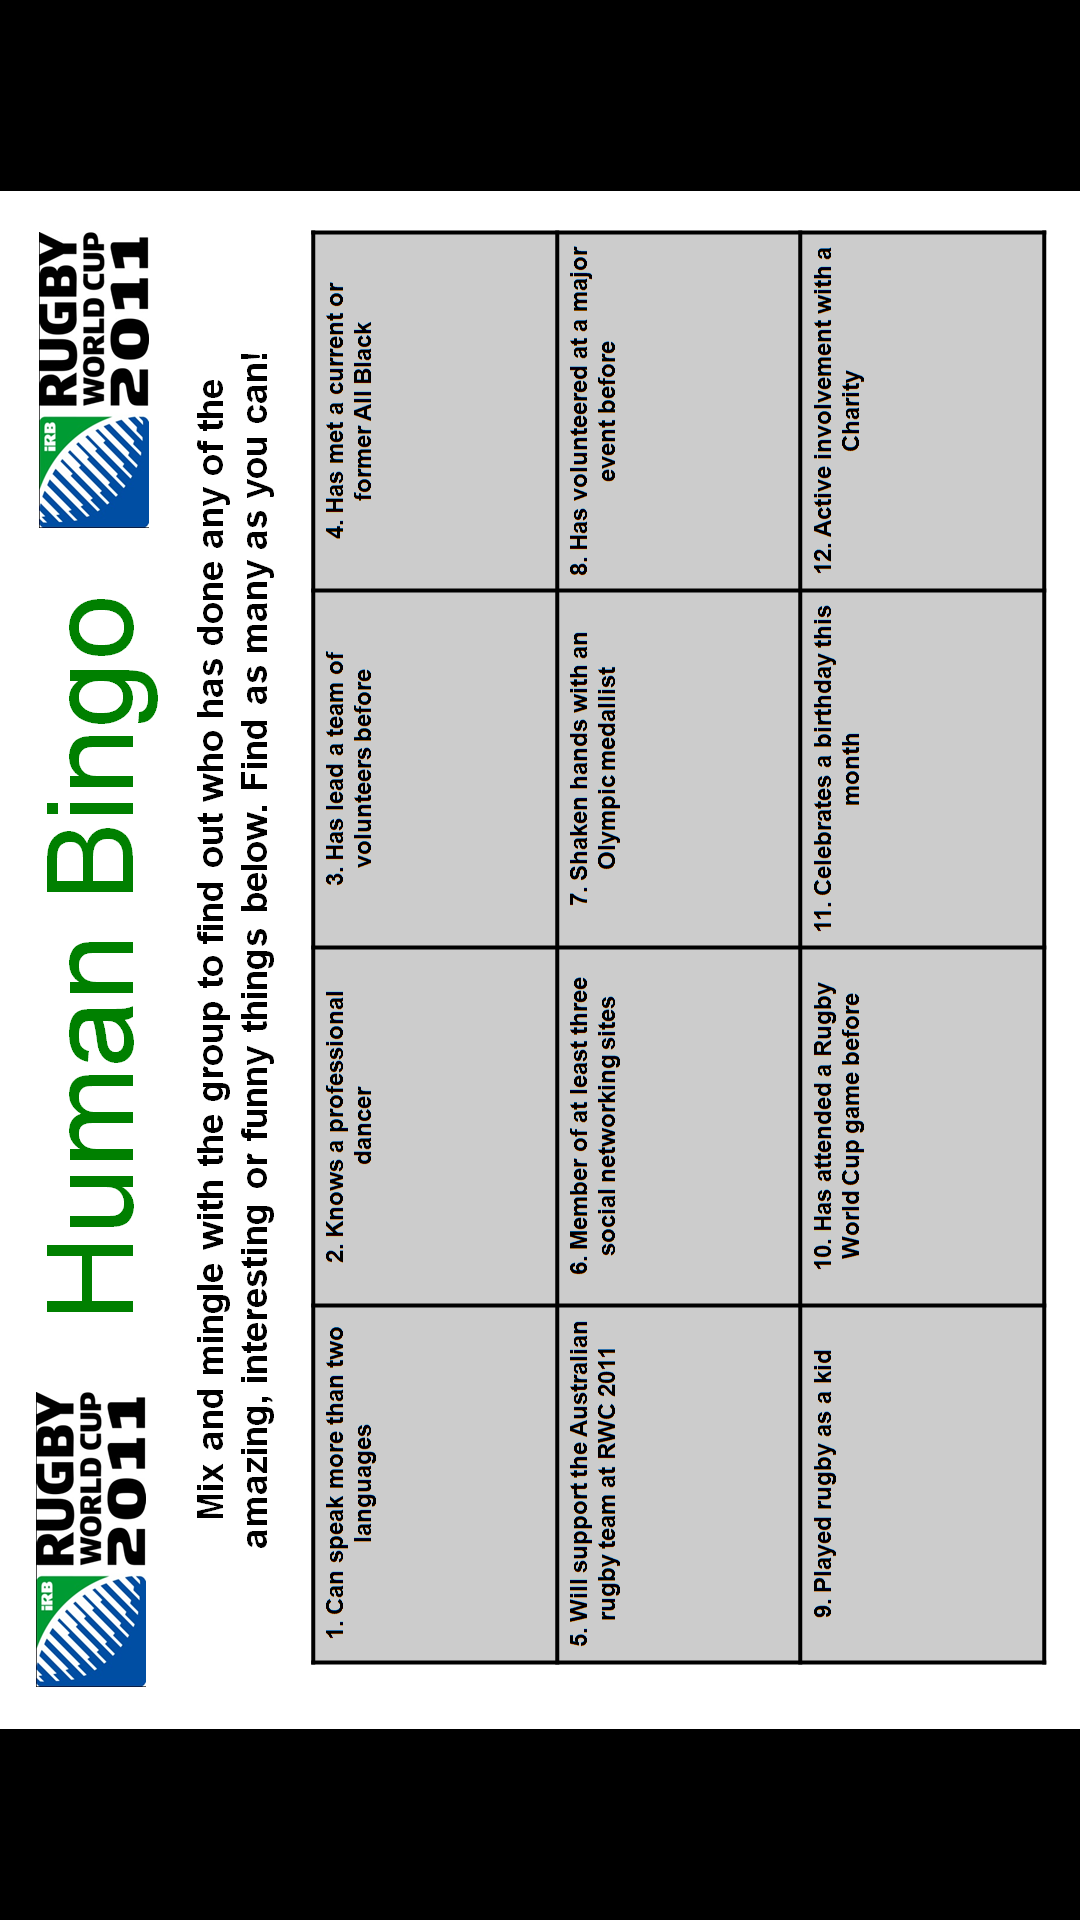 iRB
RUGBY
WORLD CUP
2011
Human Bingo
iRB
RUGBY
WORLD CUP
2011
Mix and mingle with the group to find out who has done any of the
amazing, interesting or funny things below. Find as many as you can!
1. Can speak more than two
languages
2. Knows a professional
dancer
3. Has lead a team of
volunteers before
4. Has met a current or
former All Black
5. Will support the Australian
rugby team at RWC 2011
6. Member of at least three
social networking sites
7. Shaken hands with an
Olympic medallist
8. Has volunteered at a major
event before
9. Played rugby as a kid
10. Has attended a Rugby
World Cup game before
11. Celebrates a birthday this
month
12. Active involvement with a
Charity